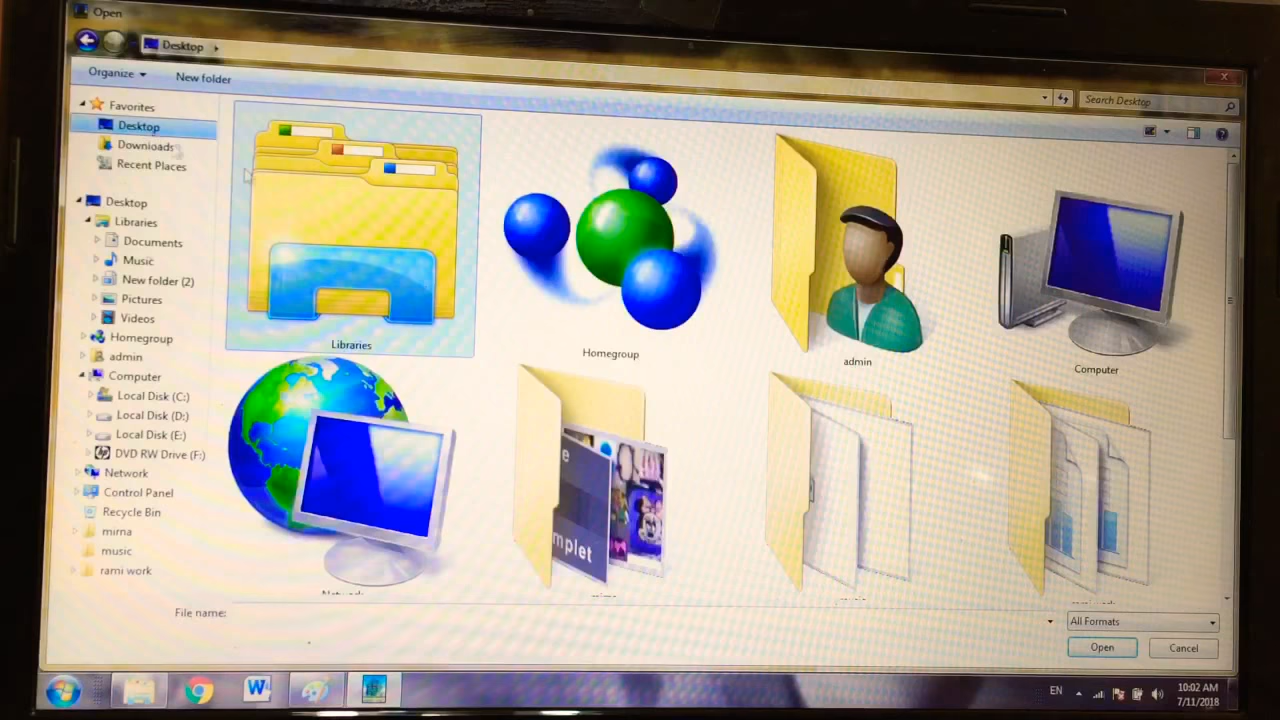 Open
Desktop
Organize
New folder
Search Desktop
Favorites
Desktop
Downloads
Recent Places
Desktop
Libraries
Documents
Music
New folder (2)
Pictures
Videos
Homegroup
admin
Computer
Local Disk (C:)
Local Disk (D:)
Local Disk (E:)
DVD RW Drive (F:)
Network
Control Panel
Recycle Bin
mirna
music
rami work
Libraries
Homegroup
admin
Computer
e
mplet
Network
File name:
All Formats
Open
Cancel
EN
10:02 AM
7/11/2018